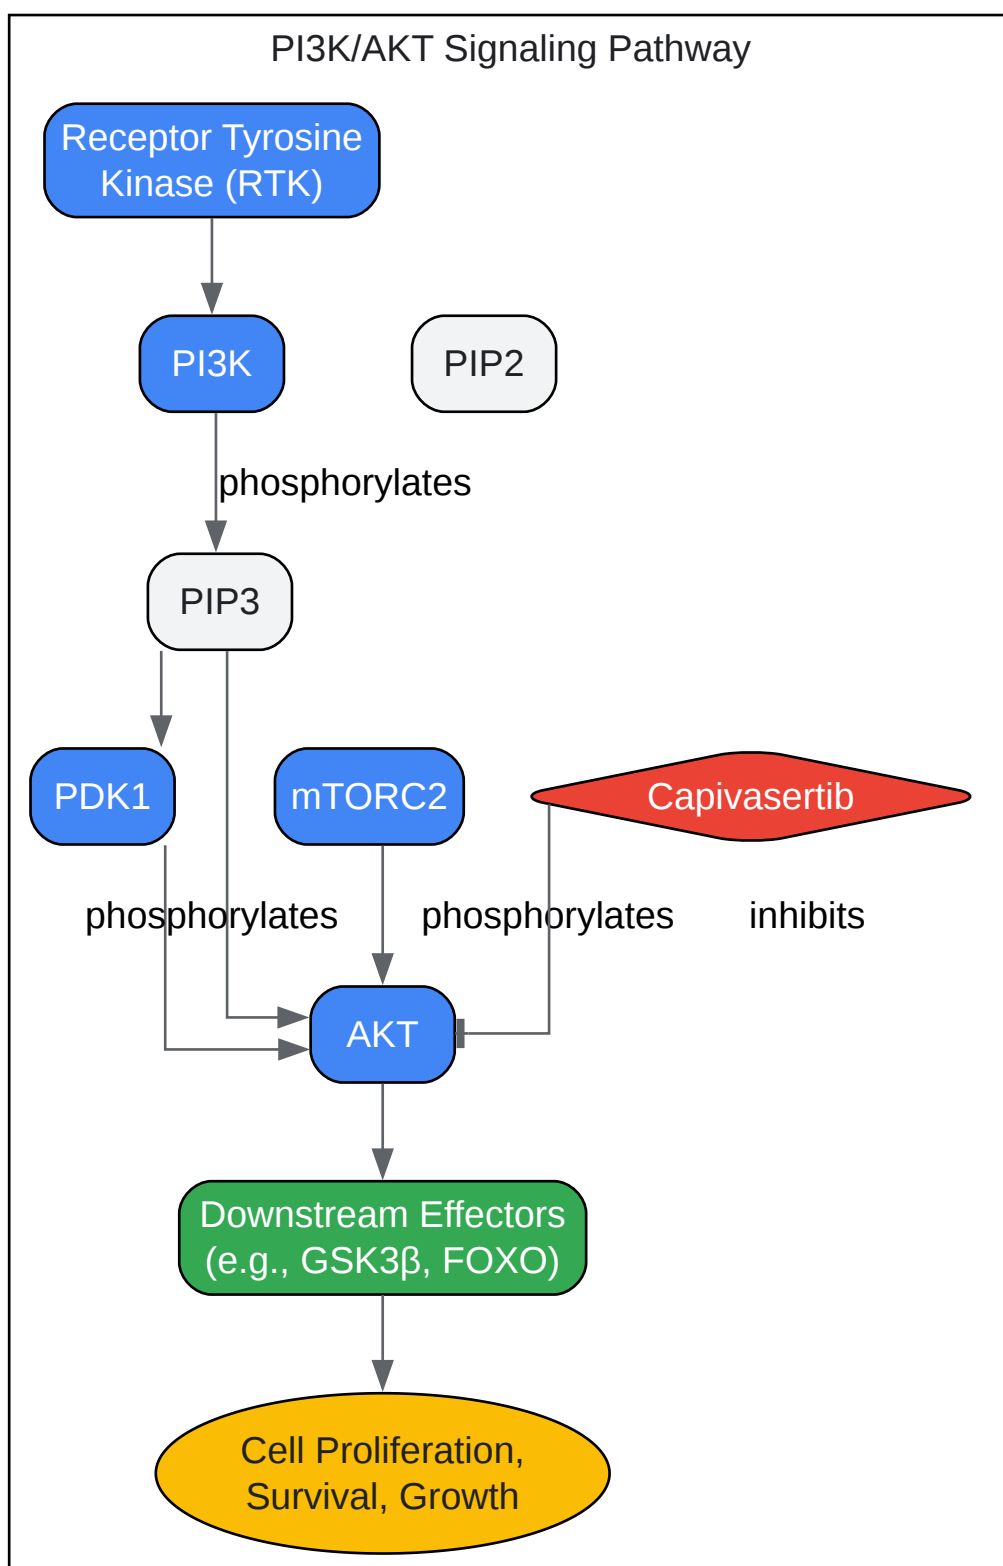 PI3K/AKT Signaling Pathway
Receptor Tyrosine
Kinase (RTK)
PI3K
PIP2
phosphorylates
PIP3
PDK1
mTORC2
Capivasertib
phosphorylates
phosphorylates
inhibits
AKT
Downstream Effectors
(e.g., GSK3β, FOXO)
Cell Proliferation,
Survival, Growth